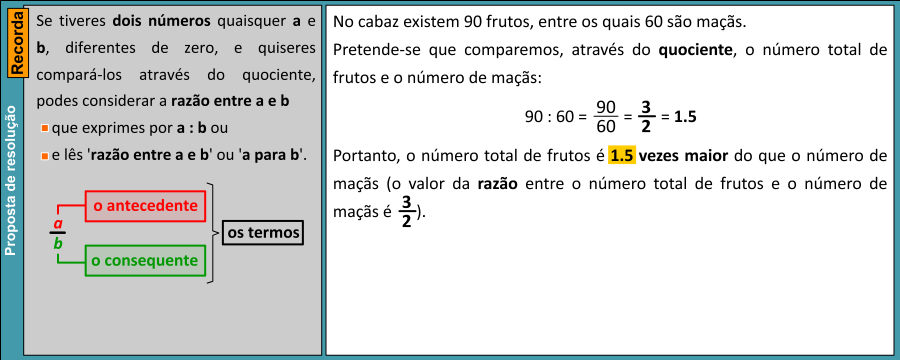 Recorda
Proposta de resolução
Se tiveres dois números quaisquer a e
b, diferentes de zero, e quiseres
compará-los através do quociente,
podes considerar a razão entre a e b
que exprimes por a : b ou
e lês 'razão entre a e b' ou 'a para b'.
a
b
o antecedente
o consequente
os termos
No cabaz existem 90 frutos, entre os quais 60 são maçãs.
Pretende-se que comparemos, através do quociente, o número total de
frutos e o número de maçãs:
90 : 60 = 90/60 = 3/2 = 1.5
Portanto, o número total de frutos é 1.5 vezes maior do que o número de
maçãs (o valor da razão entre o número total de frutos e o número de
maçãs é 3/2).